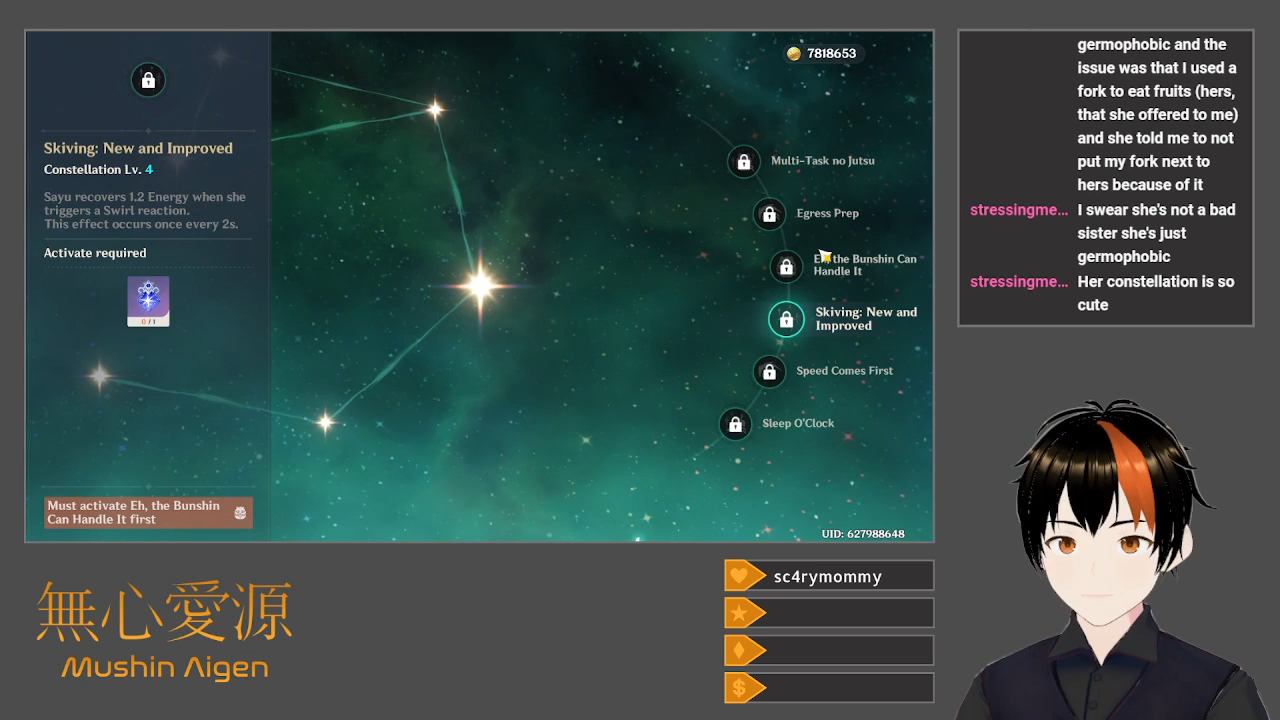 7818653
Skiving: New and Improved
Constellation Lv. 4
Sayu recovers 1.2 Energy when she
triggers a Swirl reaction.
This effect occurs once every 2s.
Activate required
0/1
Must activate Eh, the Bunshin
Can Handle It first
Multi-Task no Jutsu
Egress Prep
the Bunshin Can
Handle It
Skiving: New and
Improved
Speed Comes First
Sleep O'Clock
UID: 627988648
germophobic and the
issue was that I used a
fork to eat fruits (hers,
that she offered to me)
and she told me to not
put my fork next to
hers because of it
stressingme... I swear she's not a bad
sister she's just
germophobic
stressingme... Her constellation is so
cute
無心愛源
Mushin Aigen
sc4rymommy